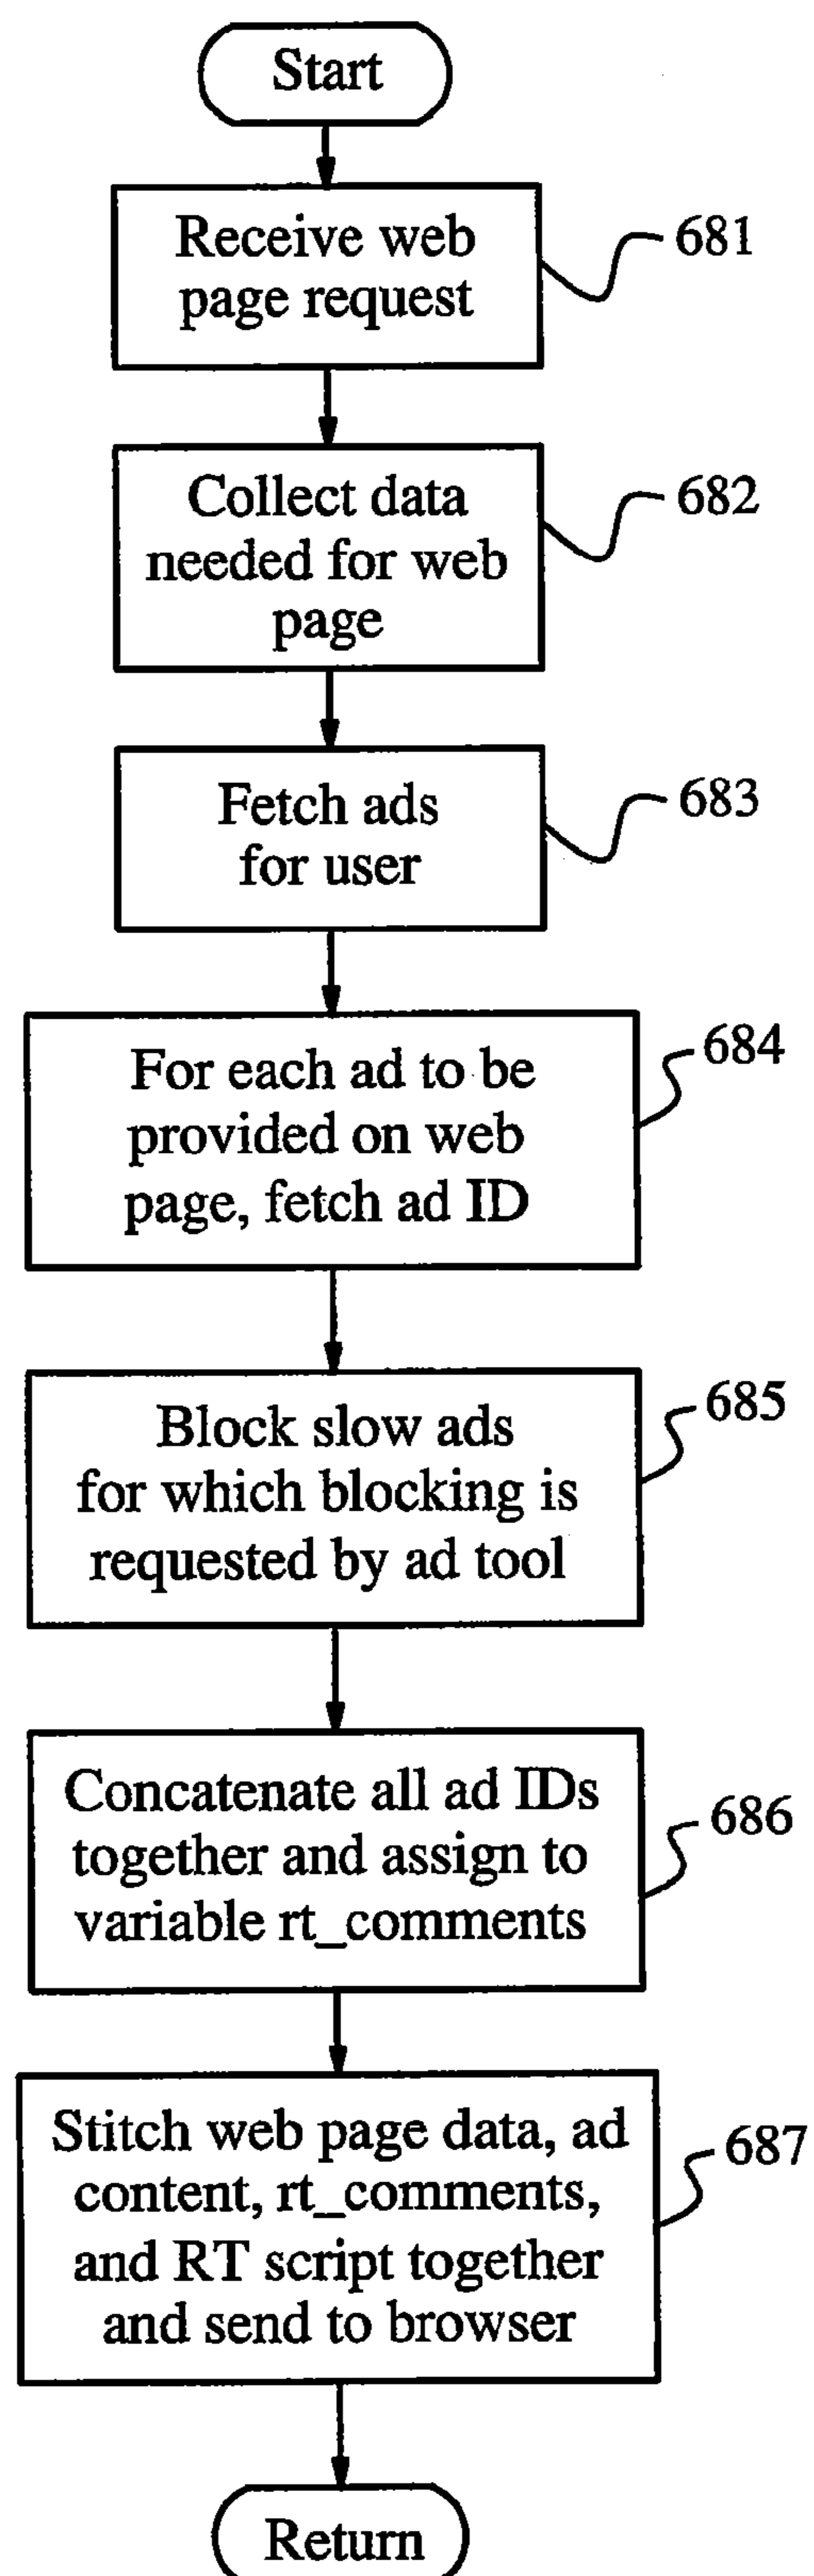 Start
Receive web
page request
681
Collect data
needed for web
page
682
Fetch ads
for user
683
For each ad to be
provided on web
page, fetch ad ID
684
Block slow ads
for which blocking is
requested by ad tool
685
Concatenate all ad IDs
together and assign to
variable rt_comments
686
Stitch web page data, ad
content, rt_comments,
and RT script together
and send to browser
687
Return